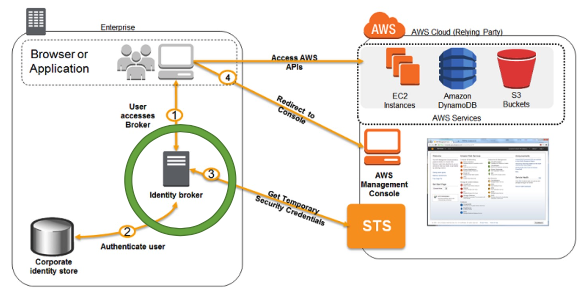 Enterprise
AWS Cloud (Relying Party)
AWS
Browser or
Application
4
Access AWS
APIs
EC2
Instances
Amazon
DynamoDB
S3
Buckets
AWS Services
User
accesses
Broker
1
Redirect to
Console
Identity broker
3
AWS
Management
Console
Get Temporary
Security Credentials
STS
2
Authenticate user
Corporate
identity store